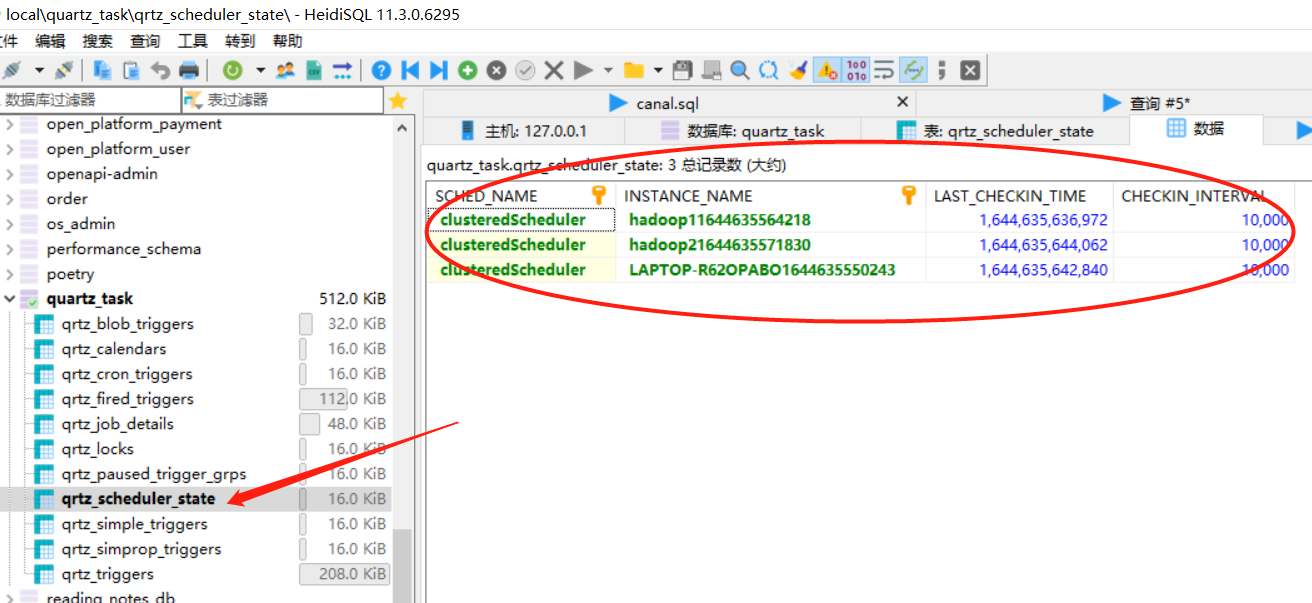 local\quartz_task\qrtz_scheduler_state\ - HeidiSQL 11.3.0.6295
件 编辑 搜索 查询 工具 转到 帮助
数据库过滤器 表过滤器
canal.sql 查询 #5*
主机: 127.0.0.1 数据库: quartz_task 表: qrtz_scheduler_state 数据
quartz_task.qrtz_scheduler_state: 3 总记录数 (大约)
SCHED_NAME INSTANCE_NAME LAST_CHECKIN_TIME CHECKIN_INTERVAL
clusteredScheduler hadoop11644635564218 1,644,635,636,972 10,000
clusteredScheduler hadoop21644635571830 1,644,635,644,062 10,000
clusteredScheduler LAPTOP-R62OPABO1644635550243 1,644,635,642,840 10,000
open_platform_payment
open_platform_user
openapi-admin
order
os_admin
performance_schema
poetry
quartz_task 512.0 KiB
qrtz_blob_triggers 32.0 KiB
qrtz_calendars 16.0 KiB
qrtz_cron_triggers 16.0 KiB
qrtz_fired_triggers 112.0 KiB
qrtz_job_details 48.0 KiB
qrtz_locks 16.0 KiB
qrtz_paused_trigger_grps 16.0 KiB
qrtz_scheduler_state 16.0 KiB
qrtz_simple_triggers 16.0 KiB
qrtz_simprop_triggers 16.0 KiB
qrtz_triggers 208.0 KiB
reading_notes_db